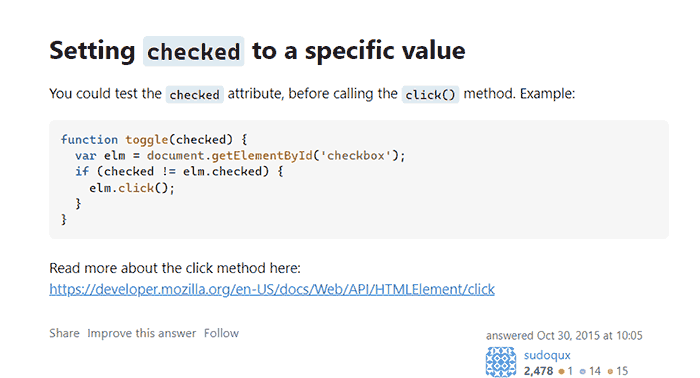 Setting checked to a specific value
You could test the checked attribute, before calling the click() method. Example:
function toggle(checked) {
  var elm = document.getElementById('checkbox');
  if (checked != elm.checked) {
    elm.click();
  }
}
Read more about the click method here:
https://developer.mozilla.org/en-US/docs/Web/API/HTMLElement/click
Share Improve this answer Follow
answered Oct 30, 2015 at 10:05
sudoqux
2,478 1 14 15